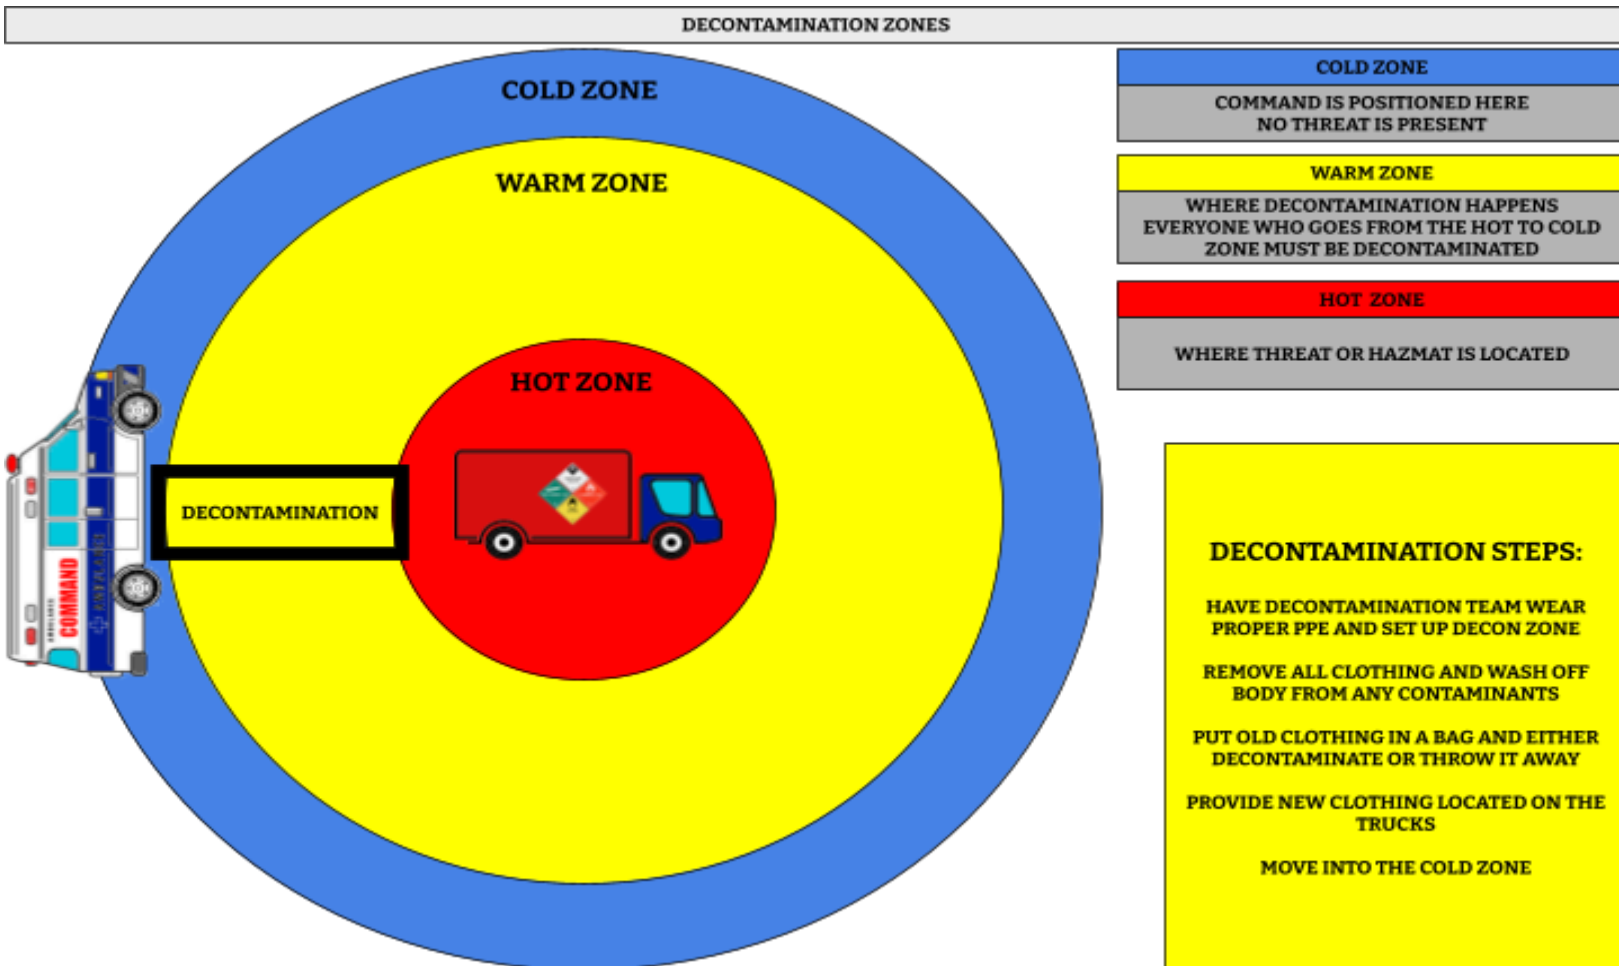 DECONTAMINATION ZONES
COLD ZONE
WARM ZONE
HOT ZONE
DECONTAMINATION
COMMAND
COLD ZONE
COMMAND IS POSITIONED HERE
NO THREAT IS PRESENT
WARM ZONE
WHERE DECONTAMINATION HAPPENS
EVERYONE WHO GOES FROM THE HOT TO COLD
ZONE MUST BE DECONTAMINATED
HOT ZONE
WHERE THREAT OR HAZMAT IS LOCATED
DECONTAMINATION STEPS:
HAVE DECONTAMINATION TEAM WEAR
PROPER PPE AND SET UP DECON ZONE
REMOVE ALL CLOTHING AND WASH OFF
BODY FROM ANY CONTAMINANTS
PUT OLD CLOTHING IN A BAG AND EITHER
DECONTAMINATE OR THROW IT AWAY
PROVIDE NEW CLOTHING LOCATED ON THE
TRUCKS
MOVE INTO THE COLD ZONE